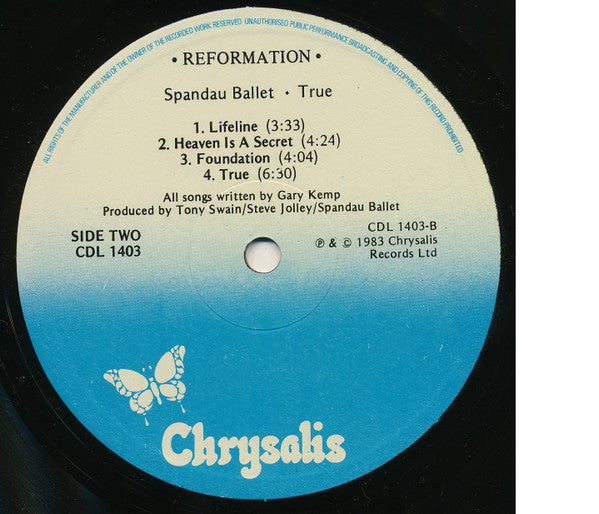 ALL RIGHTS OF THE MANUFACTURER AND OF THE OWNER OF THE RECORDED WORK RESERVED UNAUTHORISED PUBLIC PERFORMANCE BROADCASTING AND COPYING OF THIS RECORD PROHIBITED
• REFORMATION •
Spandau Ballet • True
1. Lifeline (3:33)
2. Heaven Is A Secret (4:24)
3. Foundation (4:04)
4. True (6:30)
All songs written by Gary Kemp
Produced by Tony Swain/Steve Jolley/Spandau Ballet
SIDE TWO
CDL 1403
CDL 1403-B
℗ & © 1983 Chrysalis
Records Ltd
Chrysalis